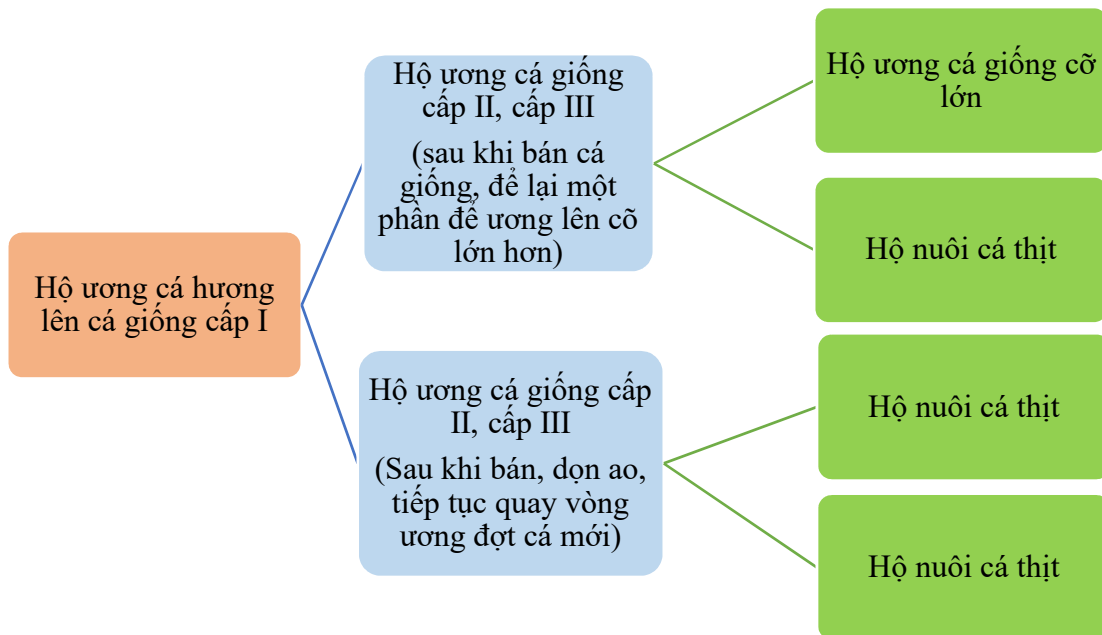 Hộ ương cá hương
lên cá giống cấp I
Hộ ương cá giống
cấp II, cấp III
(sau khi bán cá
giống, để lại một
phần để ương lên cỡ
lớn hơn)
Hộ ương cá giống cấp
II, cấp III
(Sau khi bán, dọn ao,
tiếp tục quay vòng
ương đợt cá mới)
Hộ ương cá giống cỡ
lớn
Hộ nuôi cá thịt
Hộ nuôi cá thịt
Hộ nuôi cá thịt